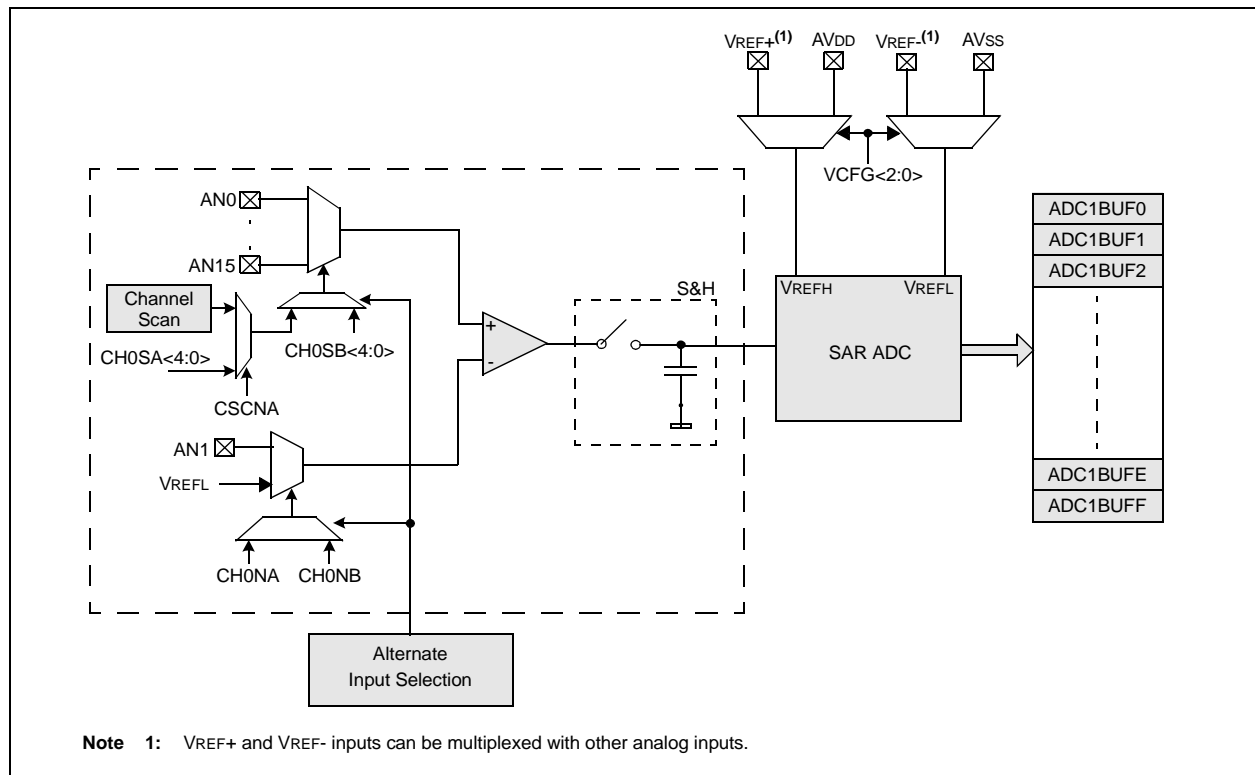 VREF+(1) AVDD VREF-(1) AVSS
VCFG<2:0>
AN0
AN15
Channel
Scan
CH0SA<4:0>
CH0SB<4:0>
CSCNA
AN1
VREFL
CH0NA CH0NB
+
-
S&H
VREFH VREFL
SAR ADC
ADC1BUF0
ADC1BUF1
ADC1BUF2
ADC1BUFE
ADC1BUFF
Alternate
Input Selection
Note 1: VREF+ and VREF- inputs can be multiplexed with other analog inputs.